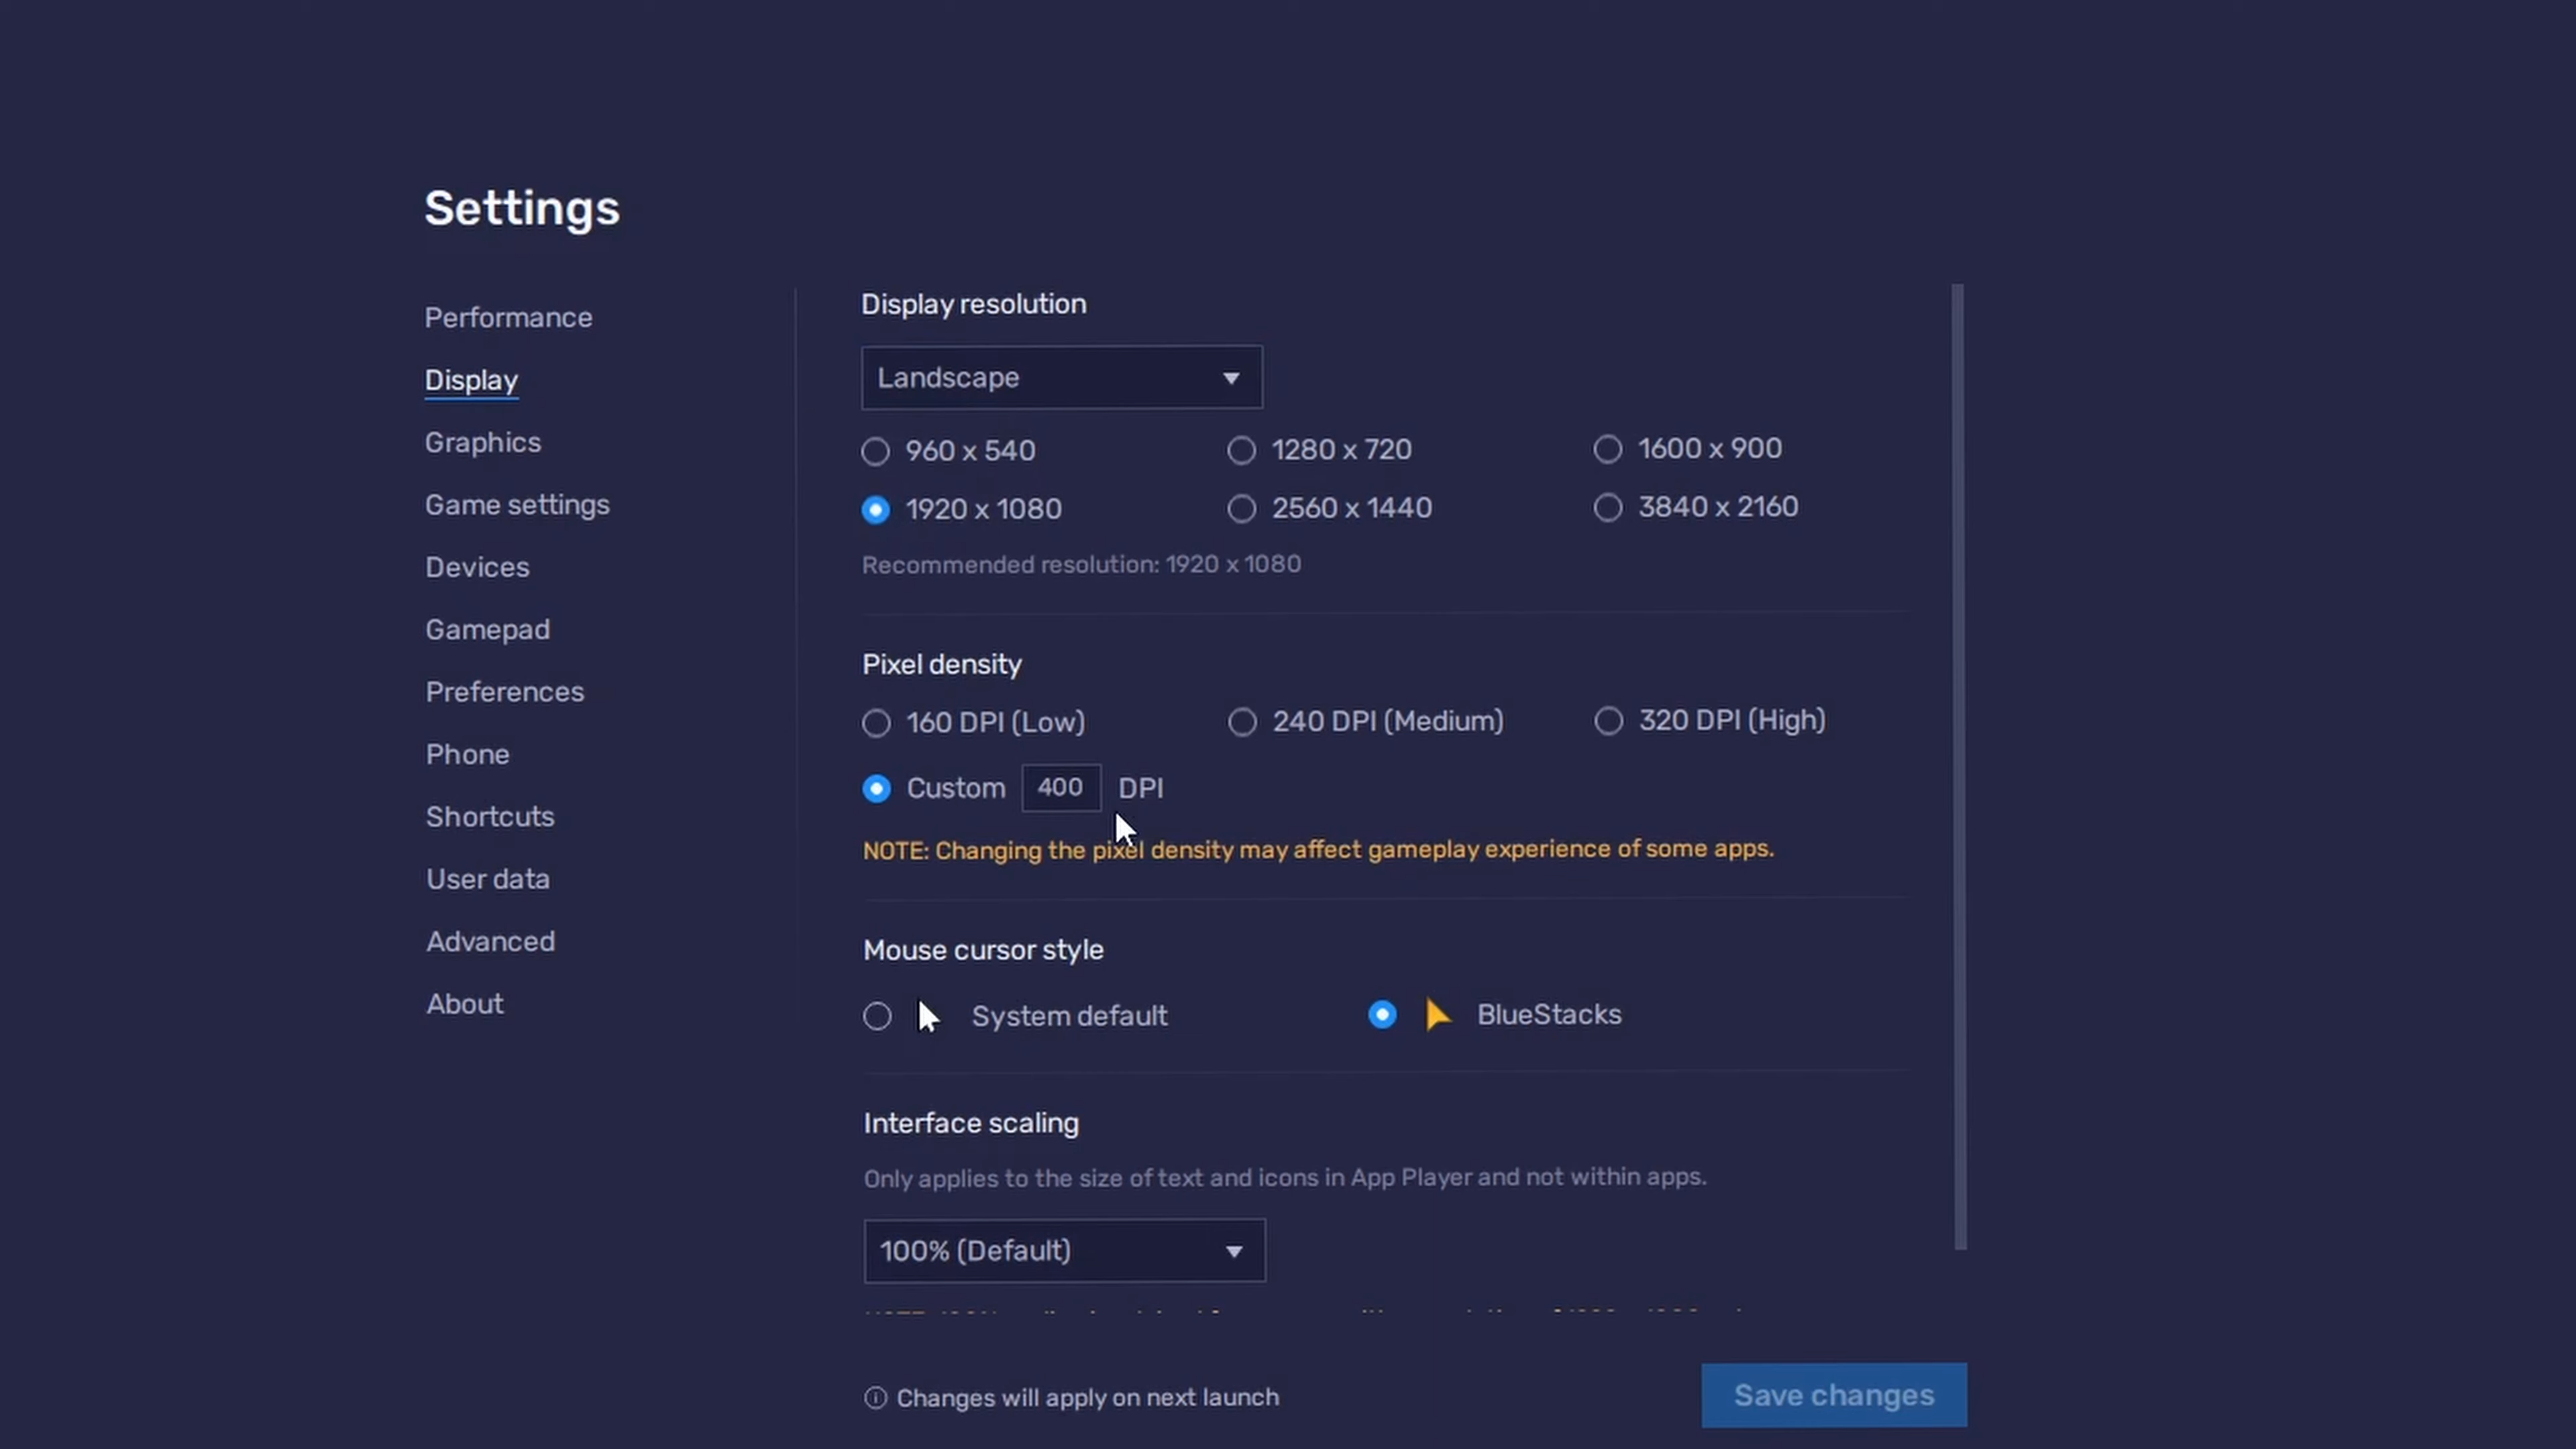 Settings
Performance
Display
Graphics
Game settings
Devices
Gamepad
Preferences
Phone
Shortcuts
User data
Advanced
About
Display resolution
Landscape
960 x 540
1280 x 720
1600 x 900
1920 x 1080
2560 x 1440
3840 x 2160
Recommended resolution: 1920 x 1080
Pixel density
160 DPI (Low)
240 DPI (Medium)
320 DPI (High)
Custom 400 DPI
NOTE: Changing the pixel density may affect gameplay experience of some apps.
Mouse cursor style
System default
BlueStacks
Interface scaling
Only applies to the size of text and icons in App Player and not within apps.
100% (Default)
Changes will apply on next launch
Save changes